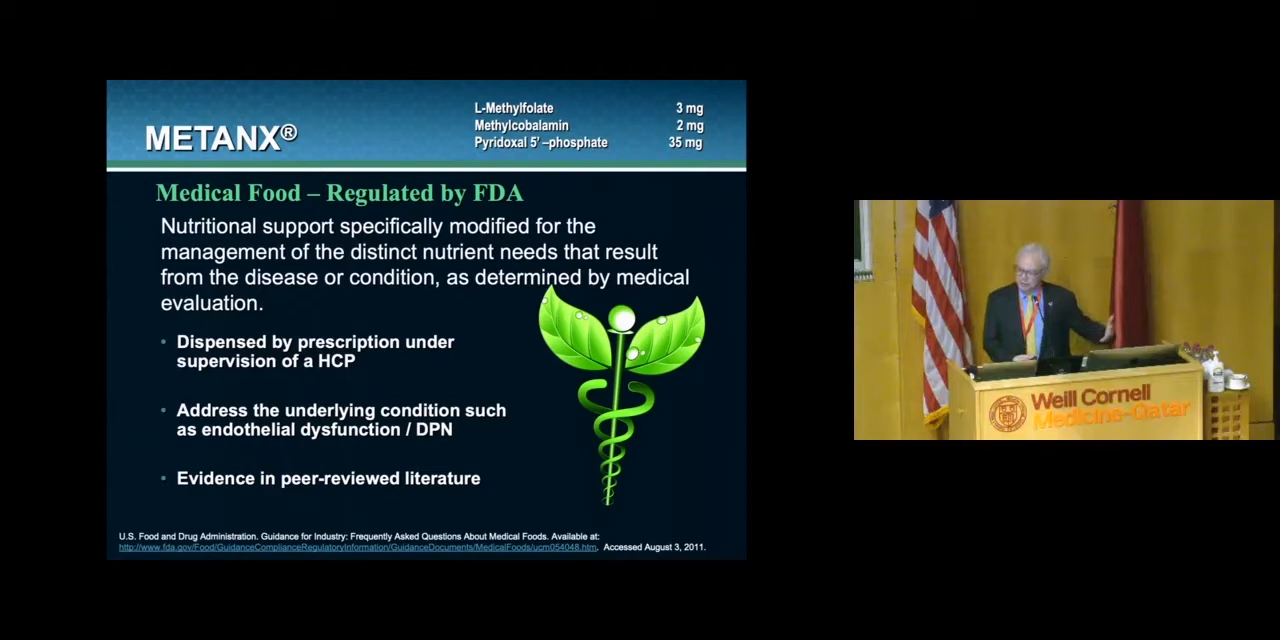 METANX®
L-Methylfolate 3 mg
Methylcobalamin 2 mg
Pyridoxal 5' –phosphate 35 mg
Medical Food – Regulated by FDA
Nutritional support specifically modified for the
management of the distinct nutrient needs that result
from the disease or condition, as determined by medical
evaluation.
• Dispensed by prescription under
supervision of a HCP
• Address the underlying condition such
as endothelial dysfunction / DPN
• Evidence in peer-reviewed literature
U.S. Food and Drug Administration. Guidance for Industry: Frequently Asked Questions About Medical Foods. Available at:
http://www.fda.gov/Food/GuidanceComplianceRegulatoryInformation/GuidanceDocuments/MedicalFoods/ucm054048.htm. Accessed August 3, 2011.
Weill Cornell
Medicine-Qatar